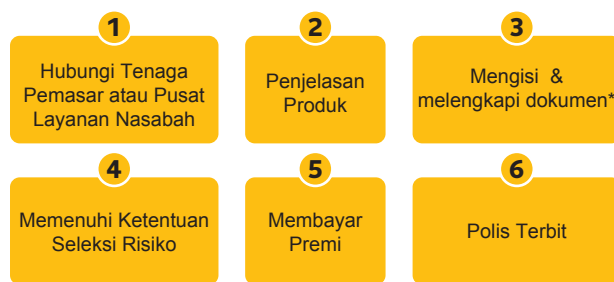 1
Hubungi Tenaga
Pemasar atau Pusat
Layanan Nasabah
2
Penjelasan
Produk
3
Mengisi & 
melengkapi dokumen*
4
Memenuhi Ketentuan
Seleksi Risiko
5
Membayar
Premi
6
Polis Terbit